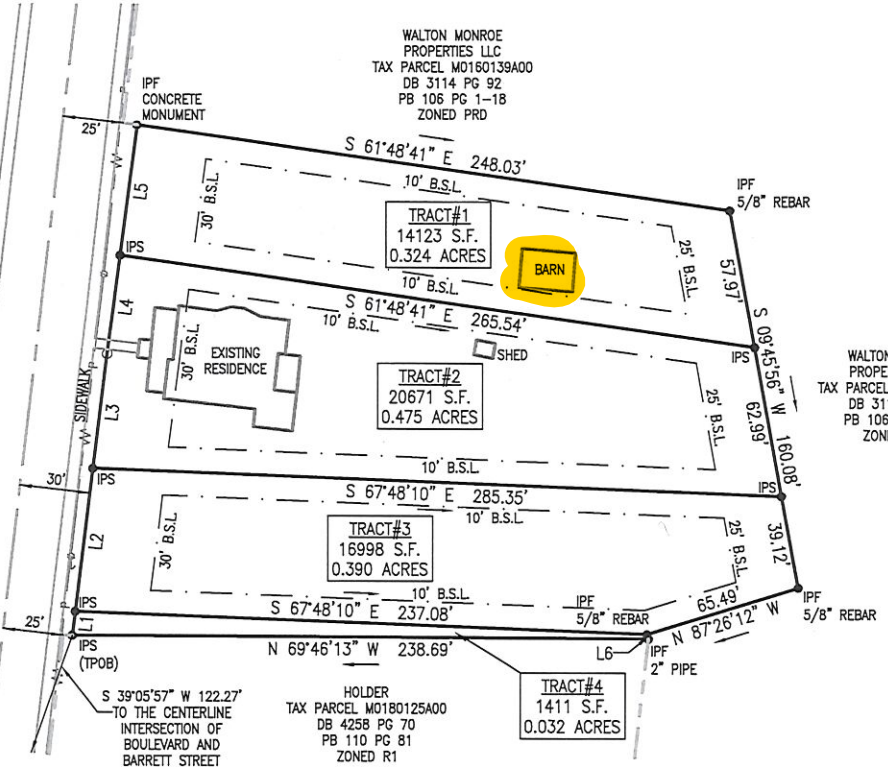 WALTON MONROE
PROPERTIES LLC
TAX PARCEL M0160139A00
DB 3114 PG 92
PB 106 PG 1-18
ZONED PRD
IPF
CONCRETE
MONUMENT
25'
S 61°48'41" E 248.03'
10' B.S.L.
IPF
5/8" REBAR
L5
30' B.S.L.
TRACT#1
14123 S.F.
0.324 ACRES
BARN
25' B.S.L.
57.97'
10' B.S.L.
IPS
S 61°48'41" E 265.54'
10' B.S.L.
IPS
S 09°45'56" W 160.08'
L4
30' B.S.L.
EXISTING
RESIDENCE
SHED
TRACT#2
20671 S.F.
0.475 ACRES
25' B.S.L.
62.99'
WALTON
PROPE
TAX PARCEL
DB 311
PB 106
ZON
SIDEWALK
L3
10' B.S.L.
30'
IPS
S 67°48'10" E 285.35'
10' B.S.L.
IPS
L2
30' B.S.L.
TRACT#3
16998 S.F.
0.390 ACRES
25' B.S.L.
39.12'
10' B.S.L.
IPS
S 67°48'10" E 237.08'
IPF
5/8" REBAR
65.49'
N 87°26'12" W
IPF
5/8" REBAR
25'
L1
IPS
(TPOB)
N 69°46'13" W 238.69'
L6
IPF
2" PIPE
S 39°05'57" W 122.27'
TO THE CENTERLINE
INTERSECTION OF
BOULEVARD AND
BARRETT STREET
HOLDER
TAX PARCEL M0180125A00
DB 4258 PG 70
PB 110 PG 81
ZONED R1
TRACT#4
1411 S.F.
0.032 ACRES